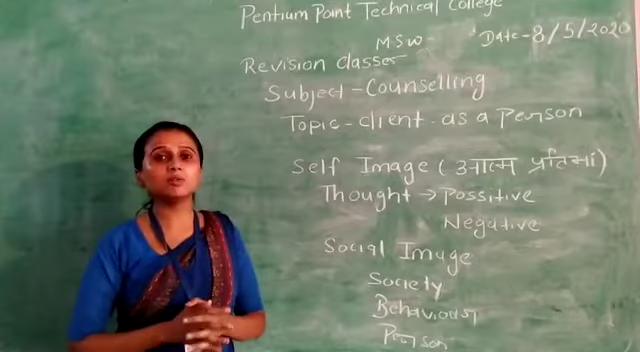 Pentium Point Technical College
MSW- Date-8/5/2020
Revision classes
Subject-Counselling
Topic-client as a Person
Self Image (आत्म प्रतिमा)
Thought → Possitive
Negative
Social Image
Society
Behaviour
Person